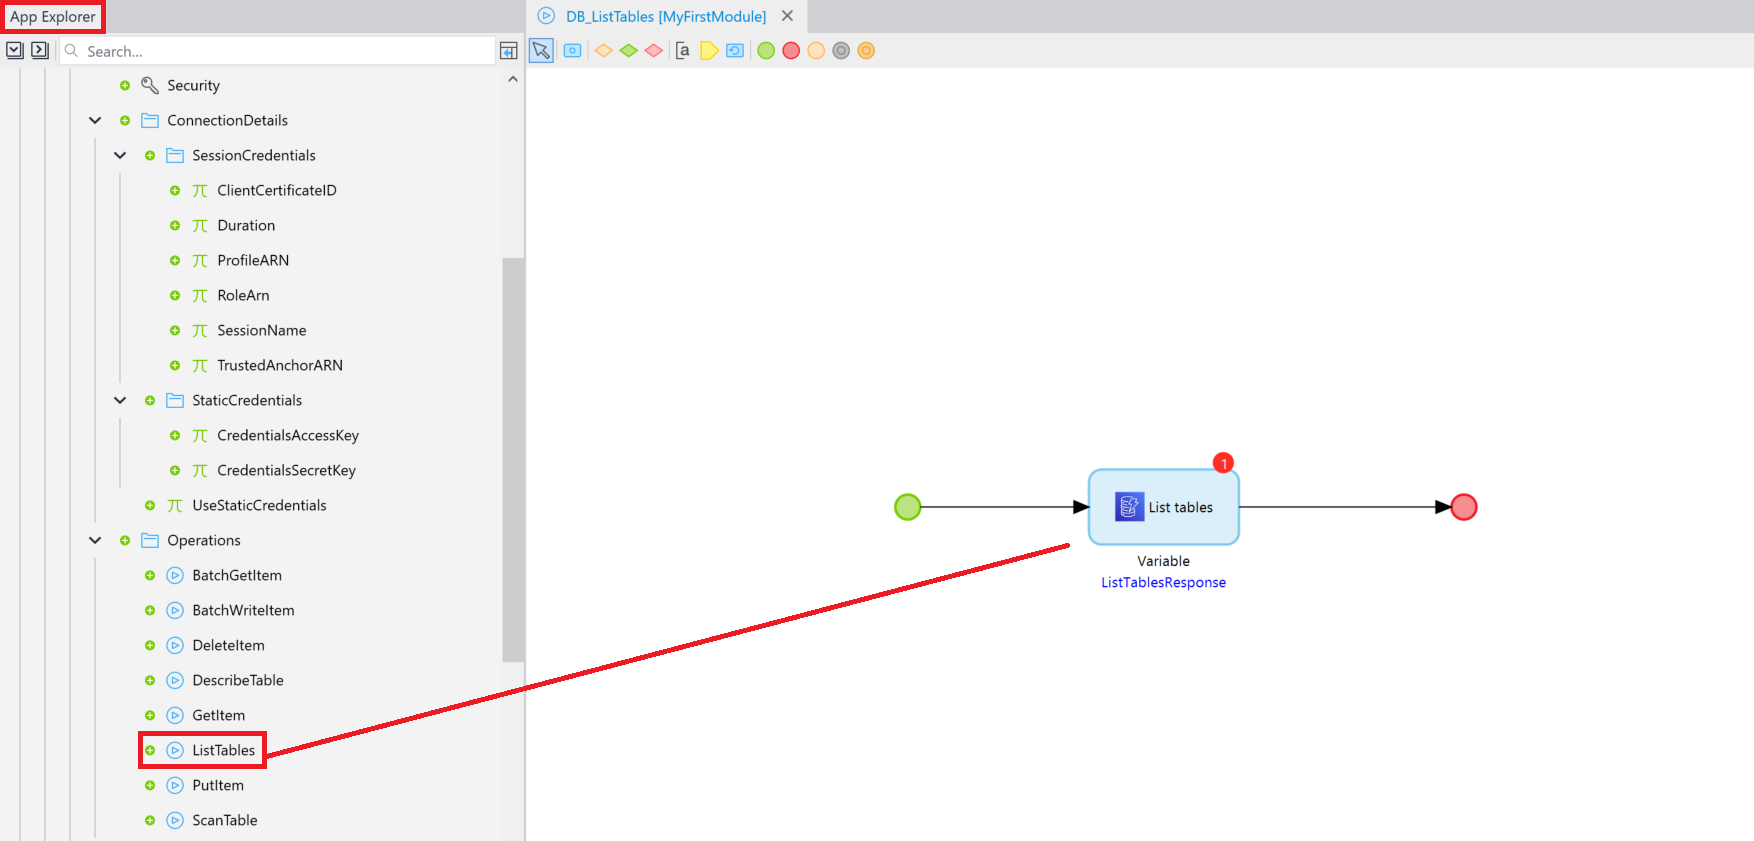 App Explorer
DB_ListTables [MyFirstModule]
Search...
a
Security
ConnectionDetails
SessionCredentials
ClientCertificateID
Duration
ProfileARN
RoleArn
SessionName
TrustedAnchorARN
StaticCredentials
CredentialsAccessKey
CredentialsSecretKey
UseStaticCredentials
Operations
BatchGetItem
BatchWriteItem
DeleteItem
DescribeTable
GetItem
ListTables
PutItem
ScanTable
1
List tables
Variable
ListTablesResponse